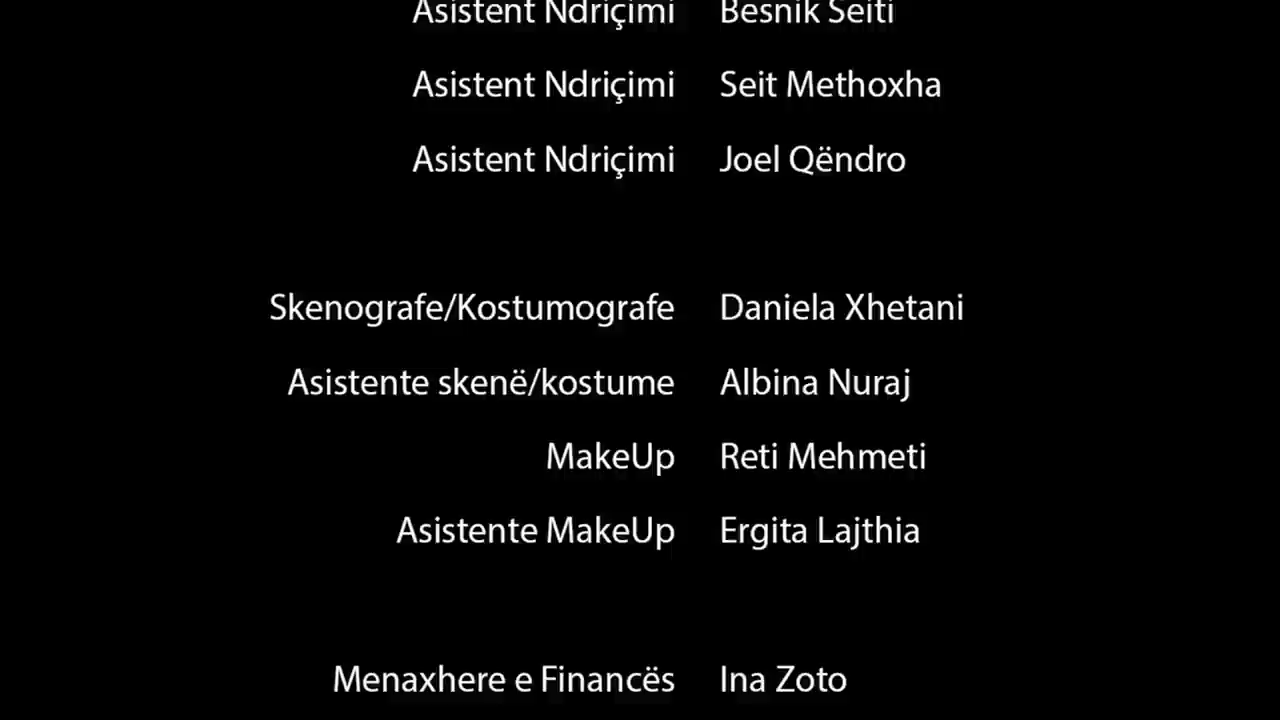 Asistent Ndriçimi Besnik Seiti
Asistent Ndriçimi Seit Methoxha
Asistent Ndriçimi Joel Qëndro
Skenografe/Kostumografe Daniela Xhetani
Asistente skenë/kostume Albina Nuraj
MakeUp Reti Mehmeti
Asistente MakeUp Ergita Lajthia
Menaxhere e Financës Ina Zoto